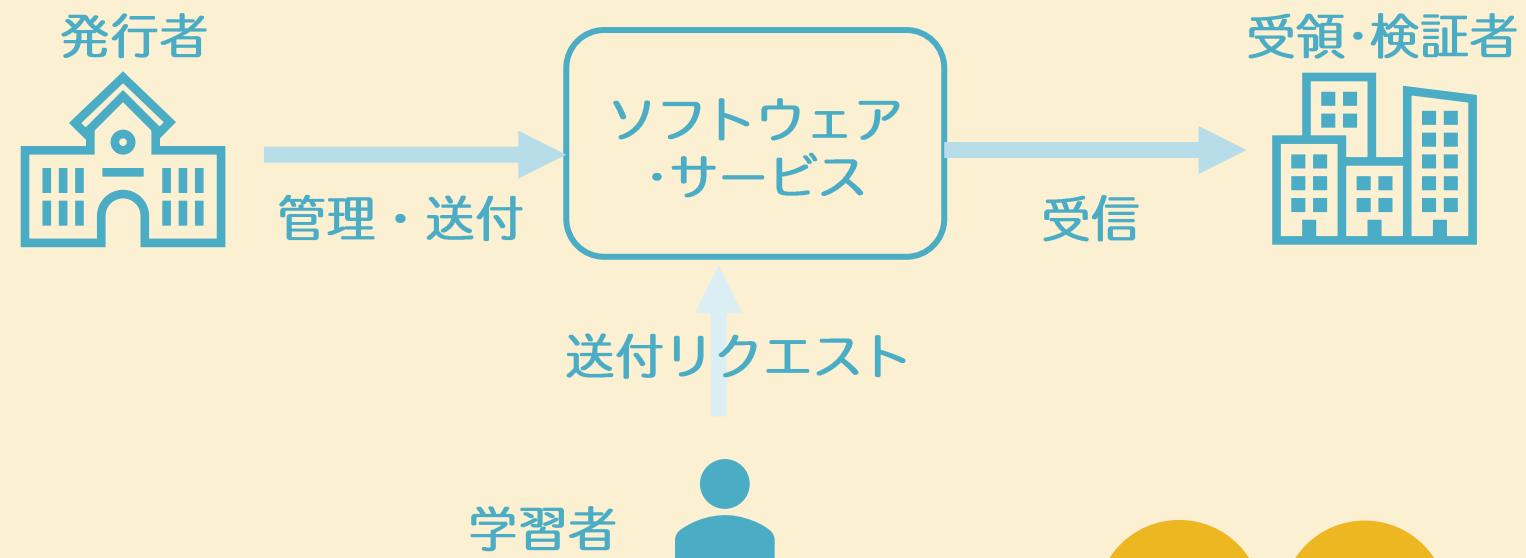 発行者
受領・検証者
ソフトウェア
・サービス
管理・送付
受信
送付リクエスト
学習者